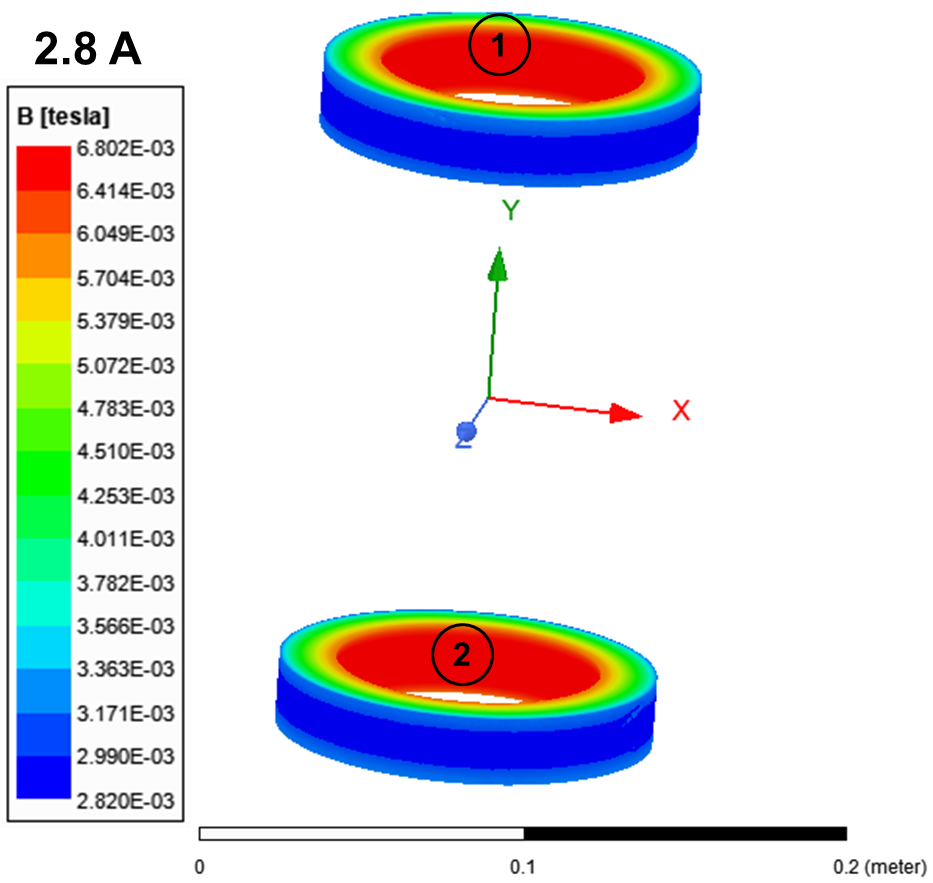 2.8 A
1
B [tesla]
6.802E-03
6.414E-03
6.049E-03
5.704E-03
5.379E-03
5.072E-03
4.783E-03
4.510E-03
4.253E-03
4.011E-03
3.782E-03
3.566E-03
3.363E-03
3.171E-03
2.990E-03
2.820E-03
Y
X
Z
2
0 0.1 0.2 (meter)